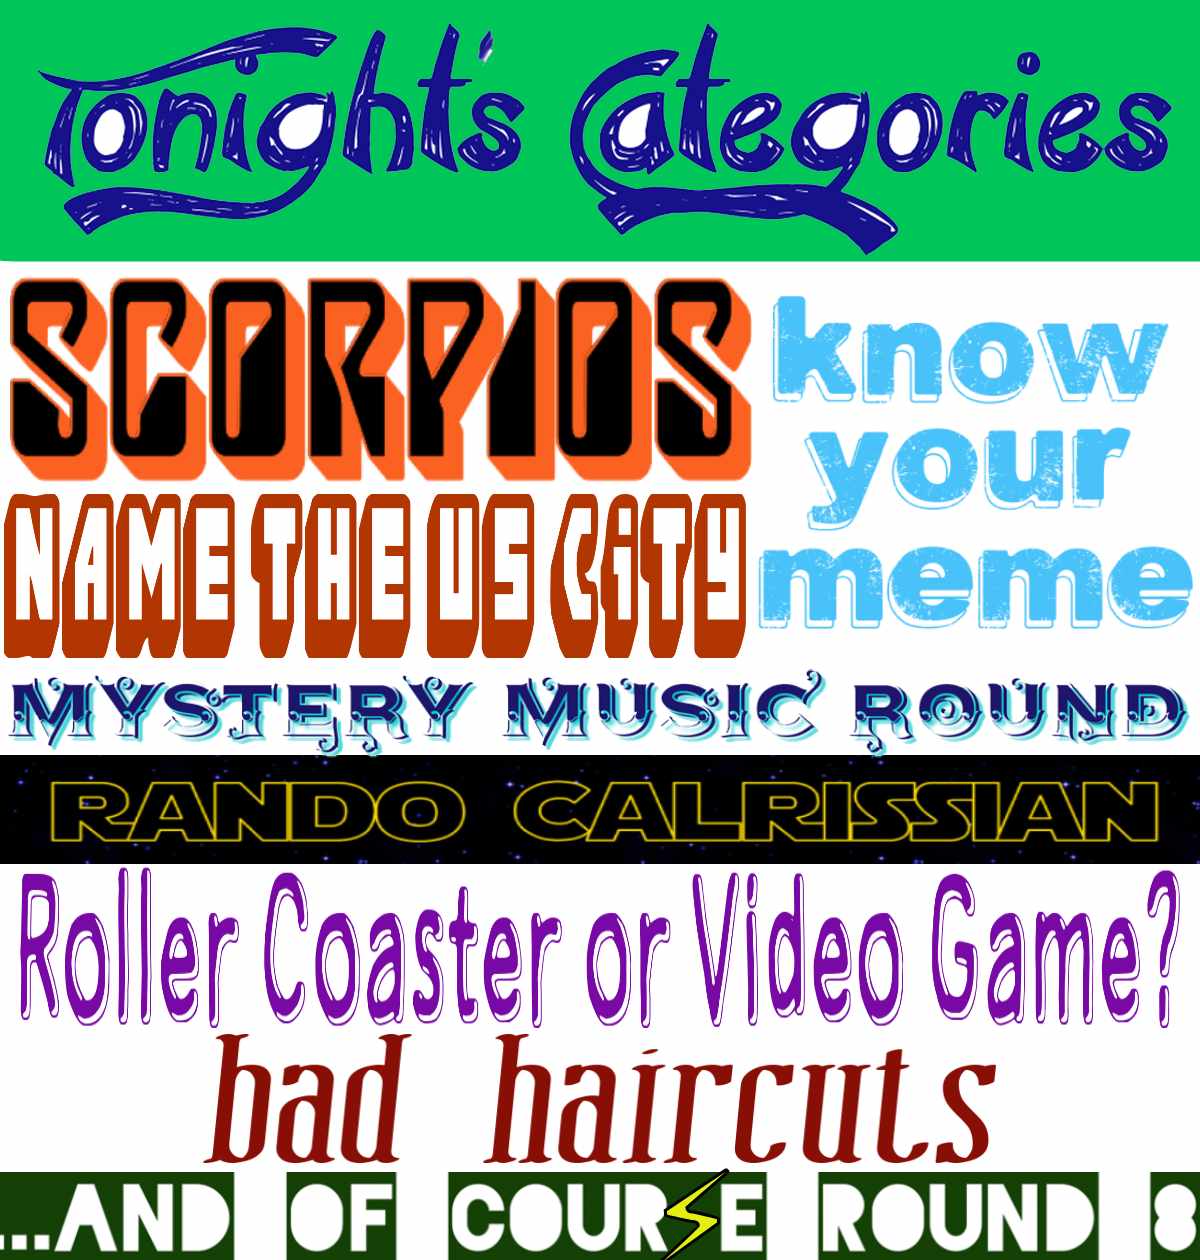 Tonight's Categories
SCORPIOS
know
your
meme
NAME THE US CiTY
MYSTERY MUSIC ROUND
RANDO CALRISSIAN
Roller Coaster or Video Game?
bad haircuts
...AND OF COURSE ROUND 8